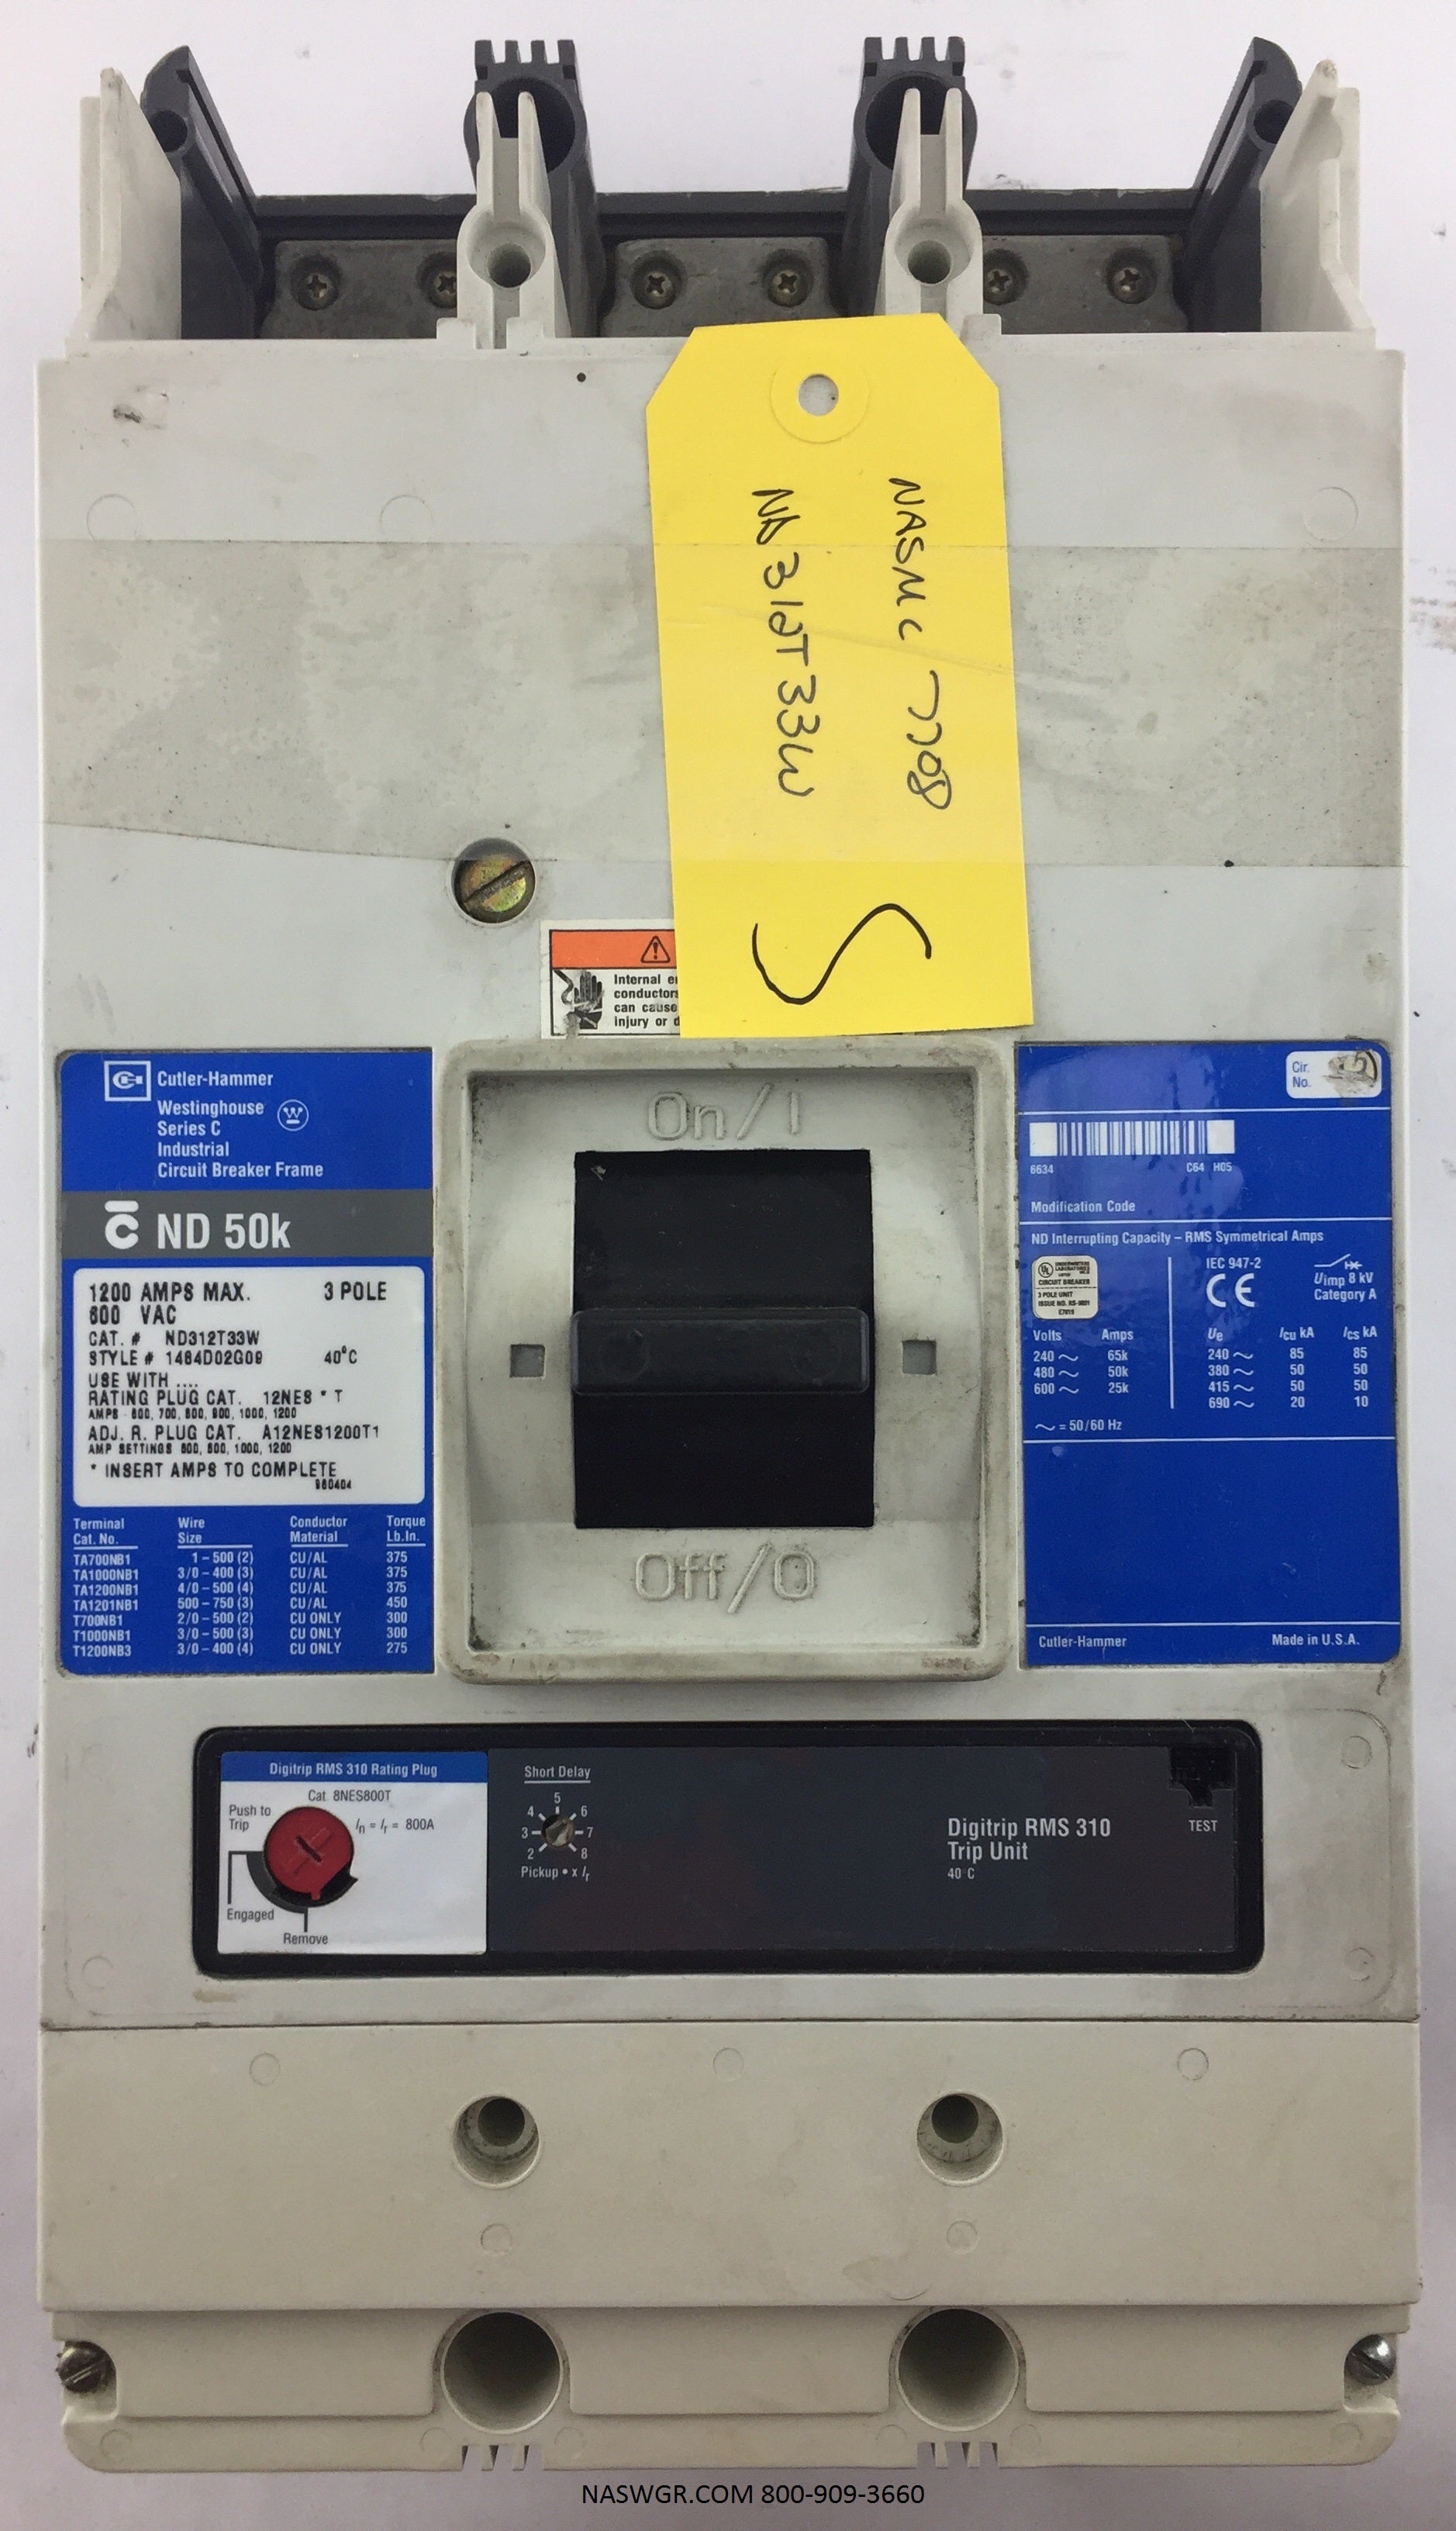 NASMC 7708
ND312T33W
S
Internal e
conductors
can cause
injury or d
Cutler-Hammer
Westinghouse
Series C
Industrial
Circuit Breaker Frame
C ND 50k
1200 AMPS MAX. 3 POLE
600 VAC
CAT. # ND312T33W
STYLE # 1484D02G09 40°C
USE WITH ....
RATING PLUG CAT. 12NES * T
AMPS - 600, 700, 800, 900, 1000, 1200
ADJ. R. PLUG CAT. A12NES1200T1
AMP SETTINGS 600, 800, 1000, 1200
* INSERT AMPS TO COMPLETE
980404
Terminal Wire Conductor Torque
Cat. No. Size Material Lb.In.
TA700NB1 1 – 500 (2) CU/AL 375
TA1000NB1 3/0 – 400 (3) CU/AL 375
TA1200NB1 4/0 – 500 (4) CU/AL 375
TA1201NB1 500 – 750 (3) CU/AL 450
T700NB1 2/0 – 500 (2) CU ONLY 300
T1000NB1 3/0 – 500 (3) CU ONLY 300
T1200NB3 3/0 – 400 (4) CU ONLY 275
On / I
Off / O
Cir.
No.
6634 C64 H05
Modification Code
ND Interrupting Capacity – RMS Symmetrical Amps
UL UNDERWRITERS
LABORATORIES
LISTED
CIRCUIT BREAKER
3 POLE UNIT
IEC 947-2
CE
Uimp 8 kV
Category A
Volts Amps
240 ~ 65k
480 ~ 50k
600 ~ 25k
~ = 50/60 Hz
Ue Icu kA Ics kA
240 ~ 85 85
380 ~ 50 50
415 ~ 50 50
690 ~ 20 10
Cutler-Hammer Made in U.S.A.
Digitrip RMS 310 Rating Plug
Cat 8NES800T
Push to
Trip
In = Ir = 800A
Engaged
Remove
Short Delay
5
4 6
3 7
2 8
Pickup • x Ir
Digitrip RMS 310
Trip Unit
40°C
TEST
NASWGR.COM 800-909-3660